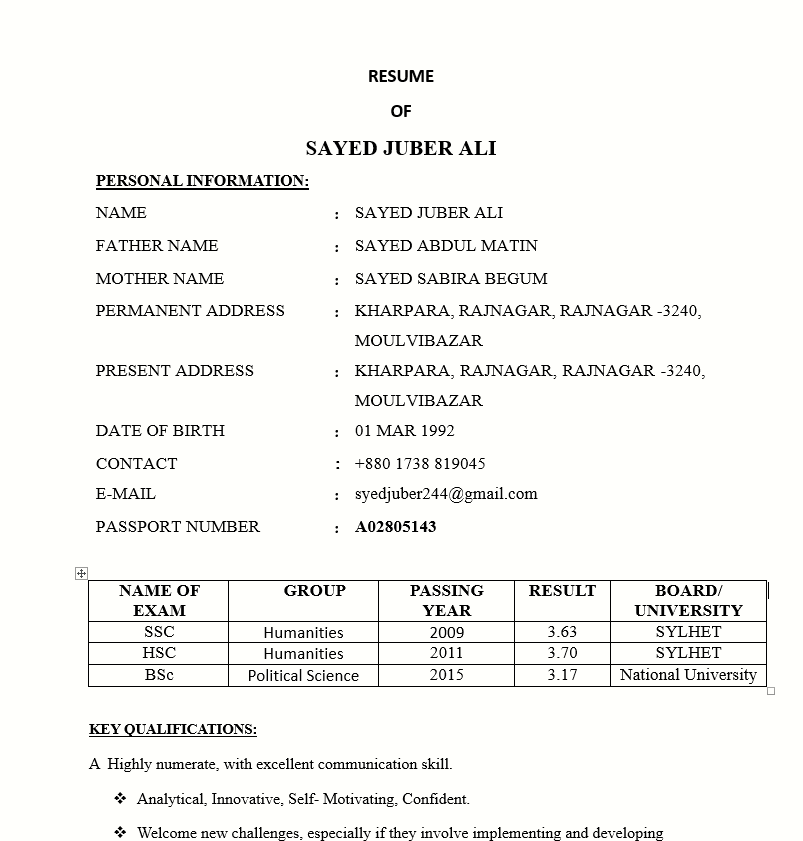 RESUME
OF
SAYED JUBER ALI
PERSONAL INFORMATION:
NAME : SAYED JUBER ALI
FATHER NAME : SAYED ABDUL MATIN
MOTHER NAME : SAYED SABIRA BEGUM
PERMANENT ADDRESS : KHARPARA, RAJNAGAR, RAJNAGAR -3240,
MOULVIBAZAR
PRESENT ADDRESS : KHARPARA, RAJNAGAR, RAJNAGAR -3240,
MOULVIBAZAR
DATE OF BIRTH : 01 MAR 1992
CONTACT : +880 1738 819045
E-MAIL : syedjuber244@gmail.com
PASSPORT NUMBER : A02805143
NAME OF EXAM GROUP PASSING YEAR RESULT BOARD/ UNIVERSITY
SSC Humanities 2009 3.63 SYLHET
HSC Humanities 2011 3.70 SYLHET
BSc Political Science 2015 3.17 National University
KEY QUALIFICATIONS:
A Highly numerate, with excellent communication skill.
❖ Analytical, Innovative, Self- Motivating, Confident.
❖ Welcome new challenges, especially if they involve implementing and developing